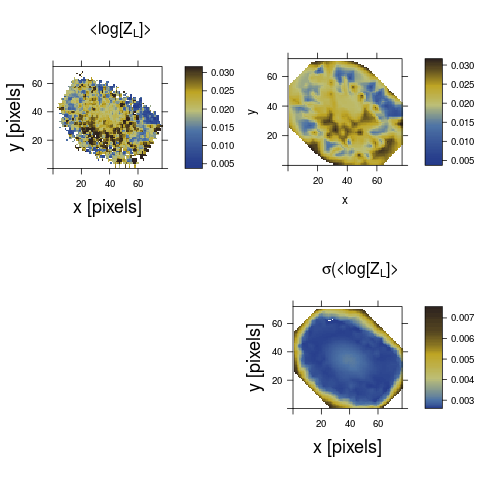 <log[Z_L]>
60
40
20
20 40 60
x [pixels]
y [pixels]
0.030
0.025
0.020
0.015
0.010
0.005
60
40
20
20 40 60
x
y
0.030
0.025
0.020
0.015
0.010
0.005
σ(<log[Z_L]>
60
40
20
20 40 60
x [pixels]
y [pixels]
0.007
0.006
0.005
0.004
0.003